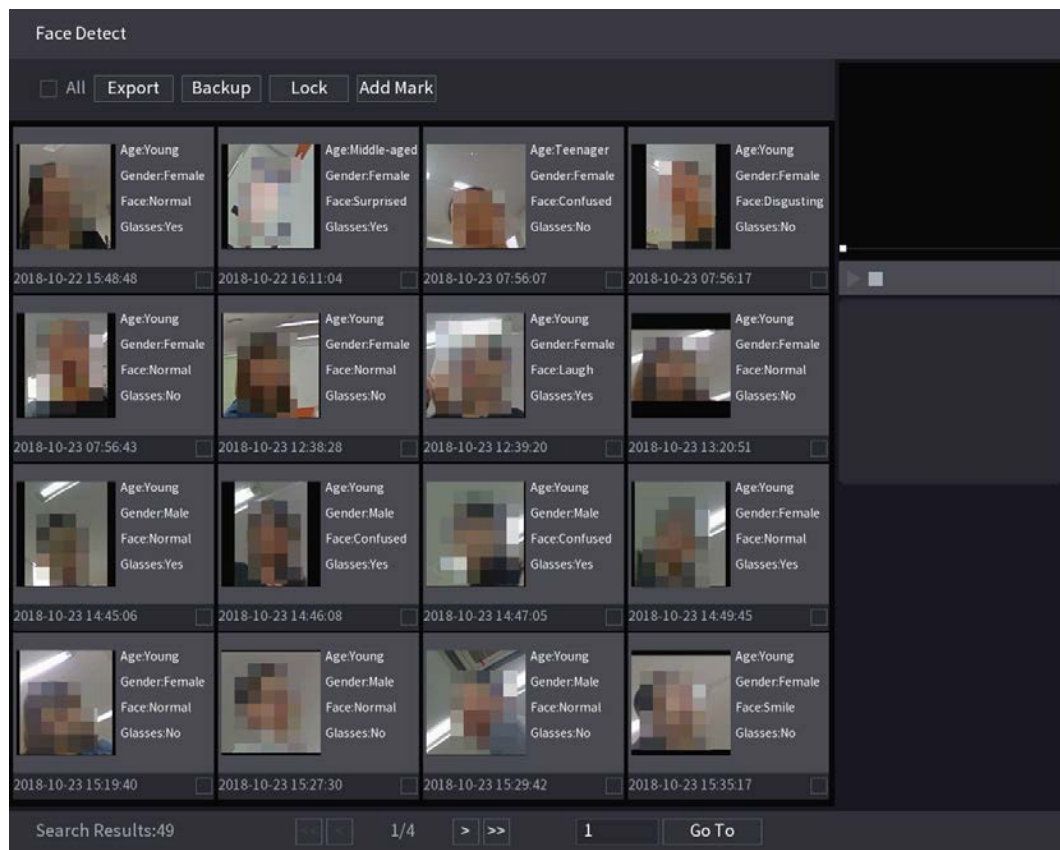 Face Detect
All Export Backup Lock Add Mark
Age:Young
Gender:Female
Face:Normal
Glasses:Yes
2018-10-22 15:48:48
Age:Middle-aged
Gender:Female
Face:Surprised
Glasses:Yes
2018-10-22 16:11:04
Age:Teenager
Gender:Female
Face:Confused
Glasses:No
2018-10-23 07:56:07
Age:Young
Gender:Female
Face:Disgusting
Glasses:No
2018-10-23 07:56:17
Age:Young
Gender:Female
Face:Normal
Glasses:No
2018-10-23 07:56:43
Age:Young
Gender:Female
Face:Normal
Glasses:No
2018-10-23 12:38:28
Age:Young
Gender:Female
Face:Laugh
Glasses:Yes
2018-10-23 12:39:20
Age:Young
Gender:Female
Face:Normal
Glasses:No
2018-10-23 13:20:51
Age:Young
Gender:Male
Face:Normal
Glasses:Yes
2018-10-23 14:45:06
Age:Young
Gender:Male
Face:Confused
Glasses:Yes
2018-10-23 14:46:08
Age:Young
Gender:Male
Face:Confused
Glasses:Yes
2018-10-23 14:47:05
Age:Young
Gender:Female
Face:Normal
Glasses:Yes
2018-10-23 14:49:45
Age:Young
Gender:Female
Face:Normal
Glasses:No
2018-10-23 15:19:40
Age:Young
Gender:Male
Face:Normal
Glasses:No
2018-10-23 15:27:30
Age:Young
Gender:Male
Face:Normal
Glasses:No
2018-10-23 15:29:42
Age:Young
Gender:Female
Face:Smile
Glasses:No
2018-10-23 15:35:17
Search Results:49 << < 1/4 > >> 1 Go To